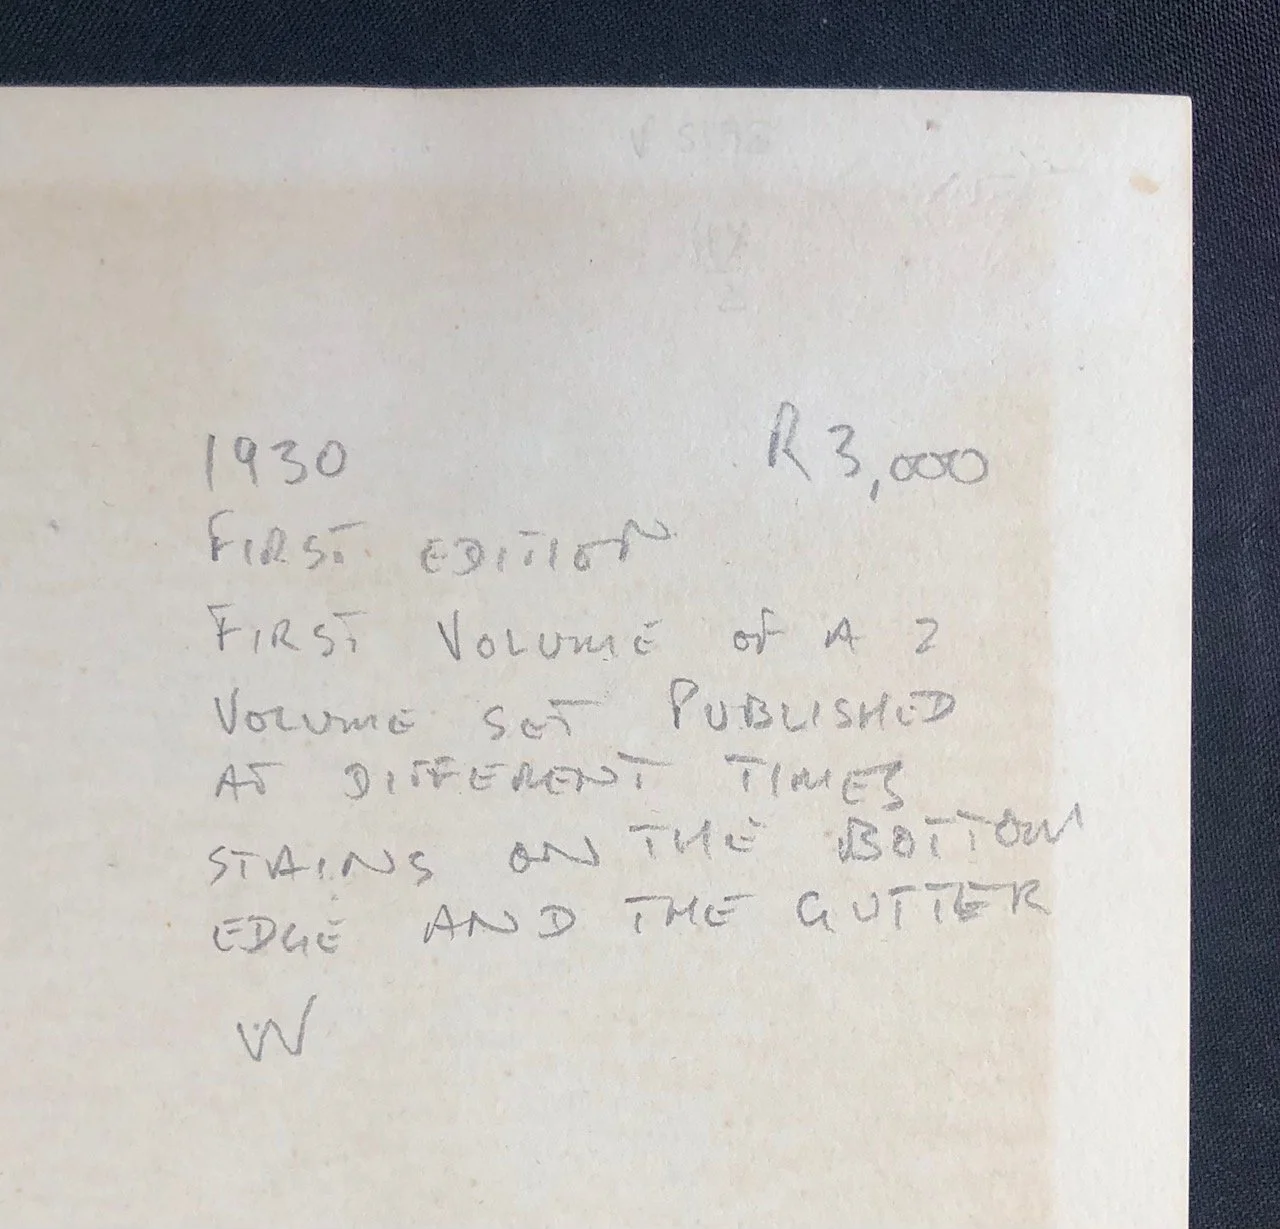 1930 R3,000
FIRST EDITION
FIRST VOLUME OF A 2
VOLUME SET PUBLISHED
AT DIFFERENT TIMES
STAINS ON THE BOTTOM
EDGE AND THE GUTTER
W